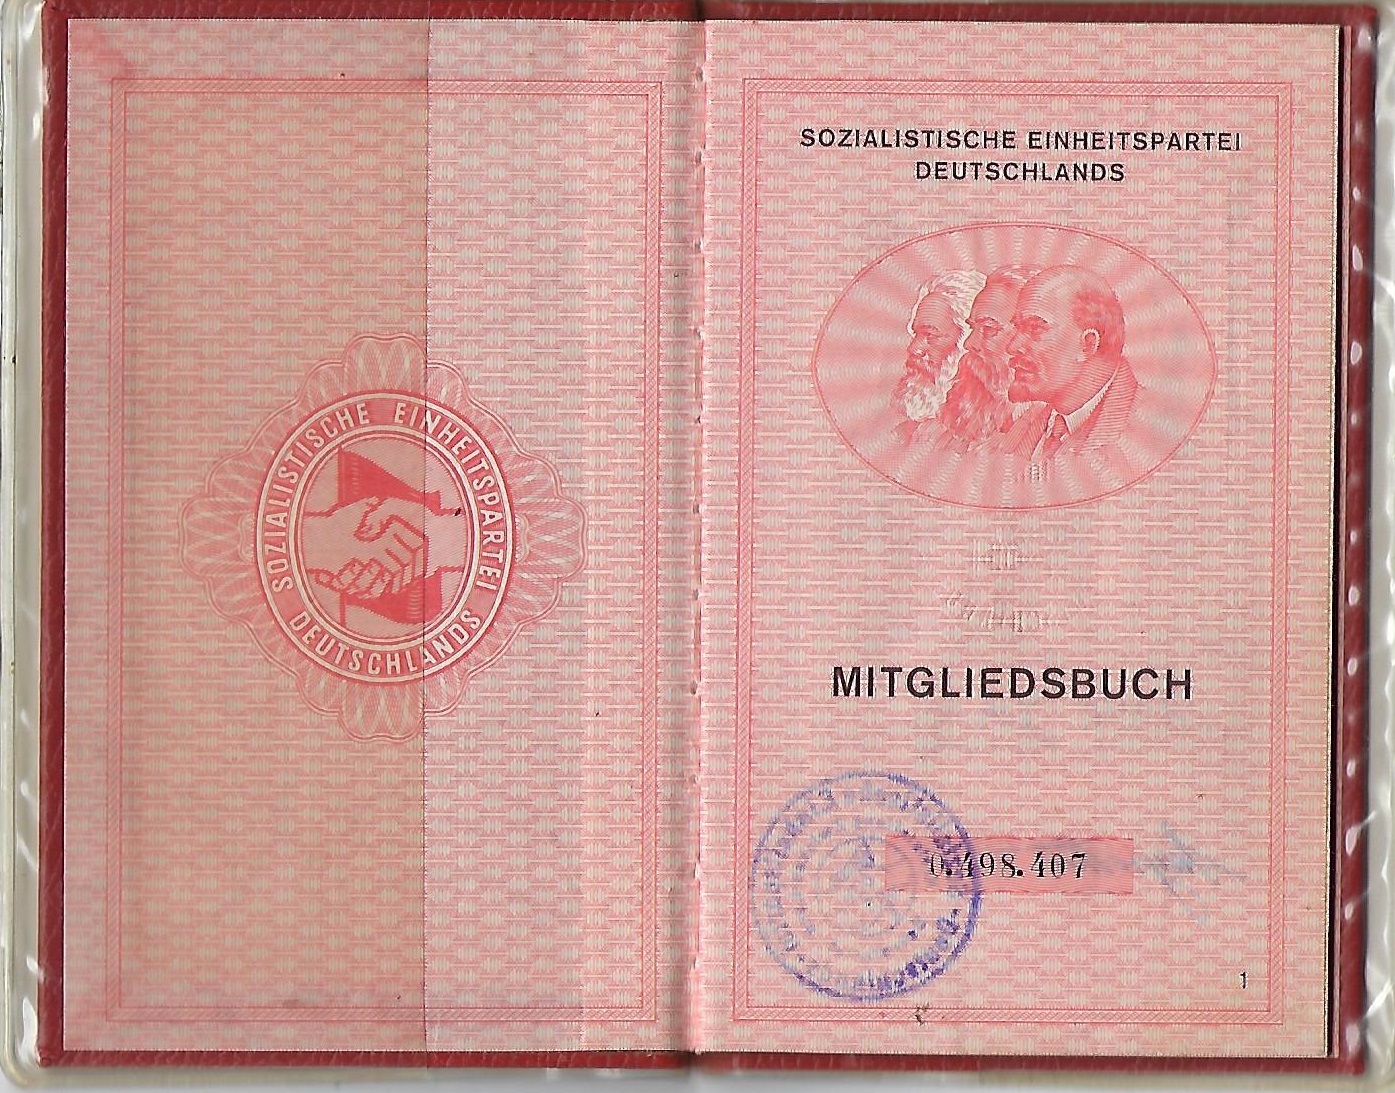 SOZIALISTISCHE EINHEITSPARTEI
DEUTSCHLANDS
SOZIALISTISCHE EINHEITSPARTEI
DEUTSCHLANDS
MITGLIEDSBUCH
0.498.407
1